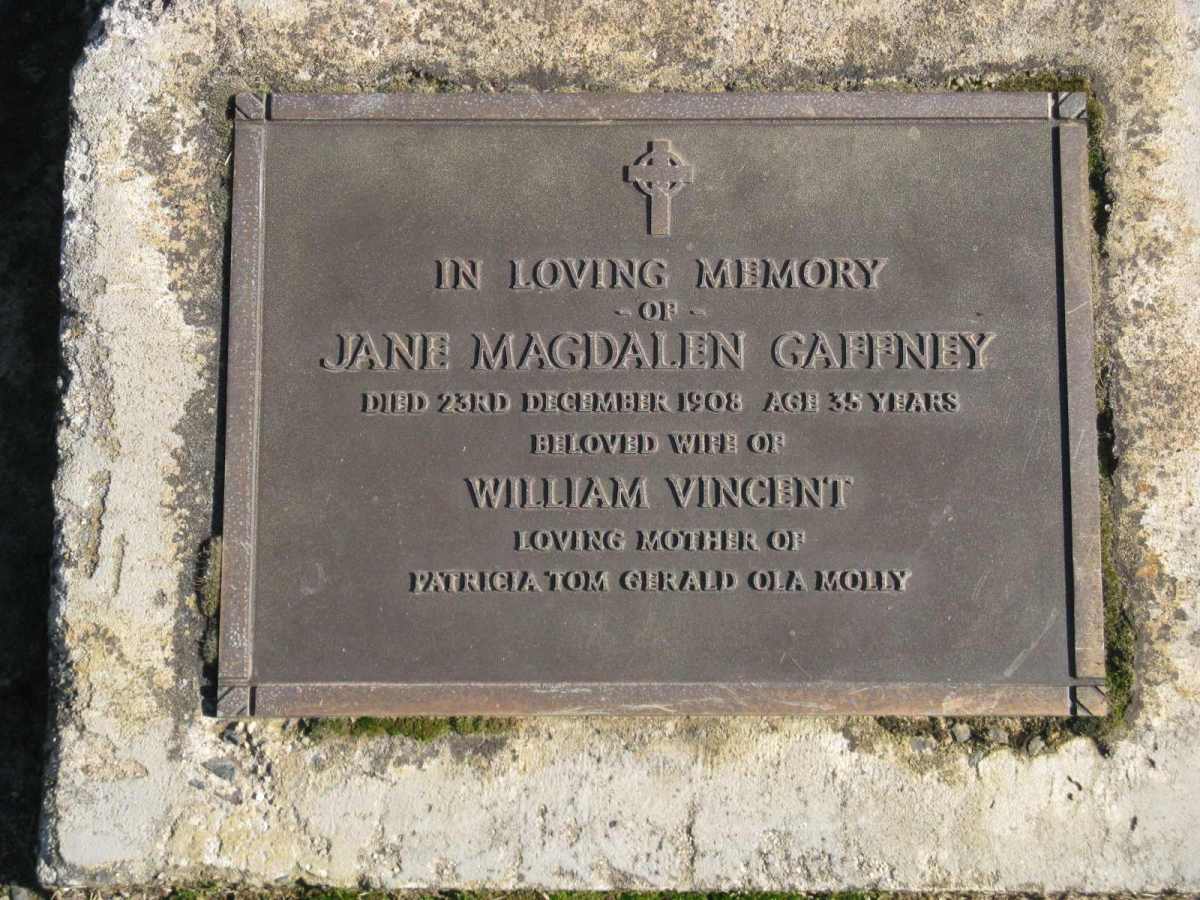 IN LOVING MEMORY
- OF -
JANE MAGDALEN GAFFNEY
DIED 23RD DECEMBER 1908 AGE 35 YEARS
BELOVED WIFE OF
WILLIAM VINCENT
LOVING MOTHER OF
PATRICIA TOM GERALD OLA MOLLY